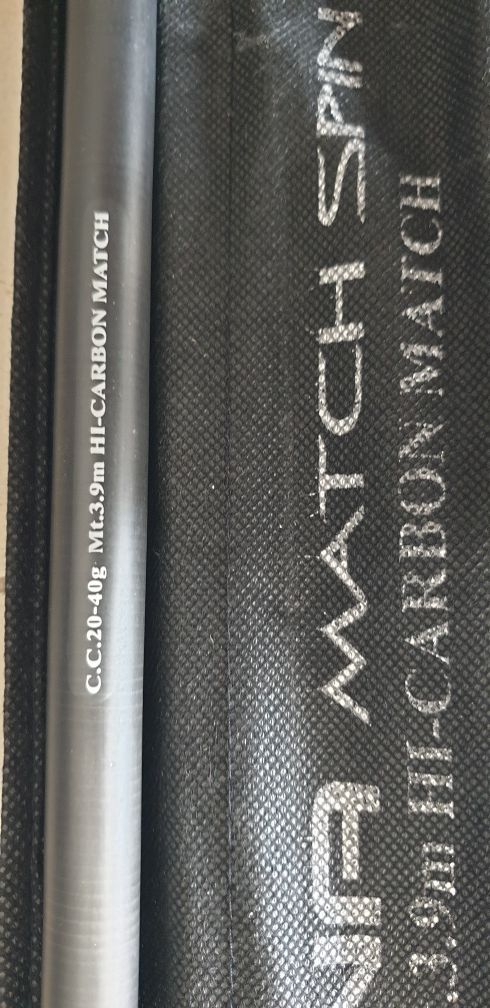 C.C.20-40g Mt.3.9m HI-CARBON MATCH
MATCH SPIN
.3.9m HI-CARBON MATCH